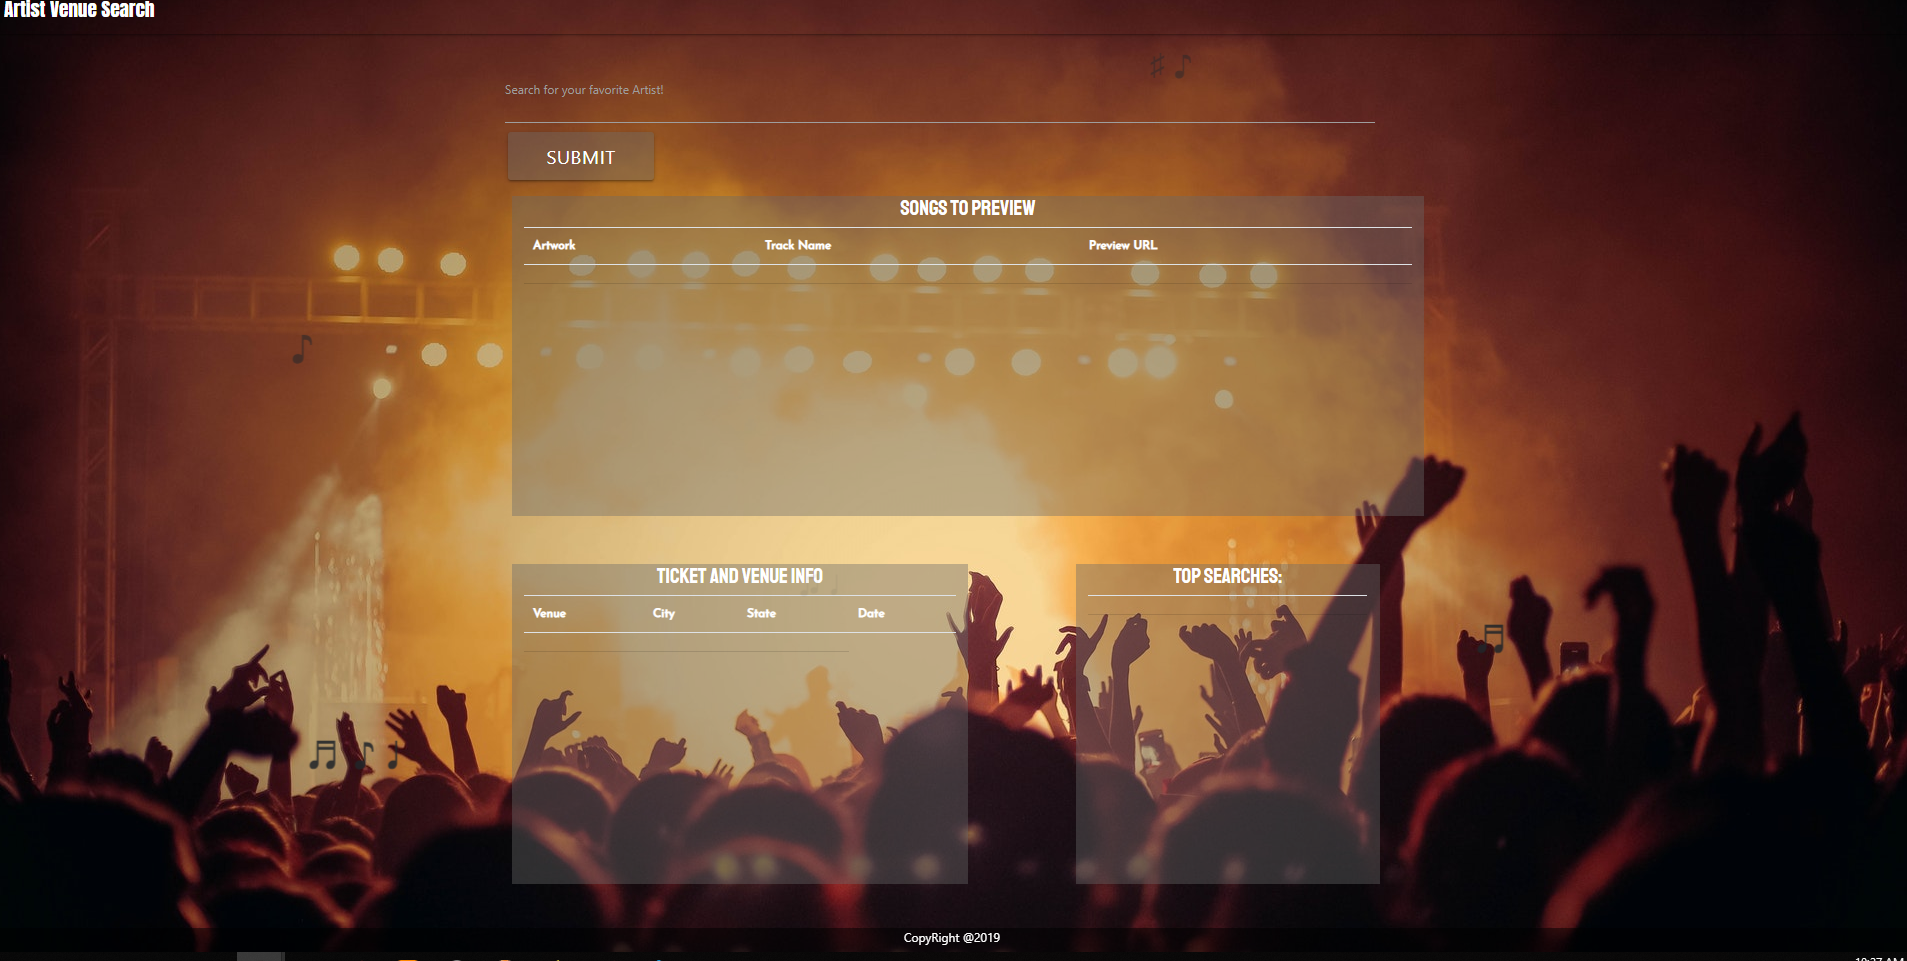 Artist Venue Search
Search for your favorite Artist!
SUBMIT
SONGS TO PREVIEW
Artwork Track Name Preview URL
TICKET AND VENUE INFO
Venue City State Date
TOP SEARCHES:
CopyRight @2019